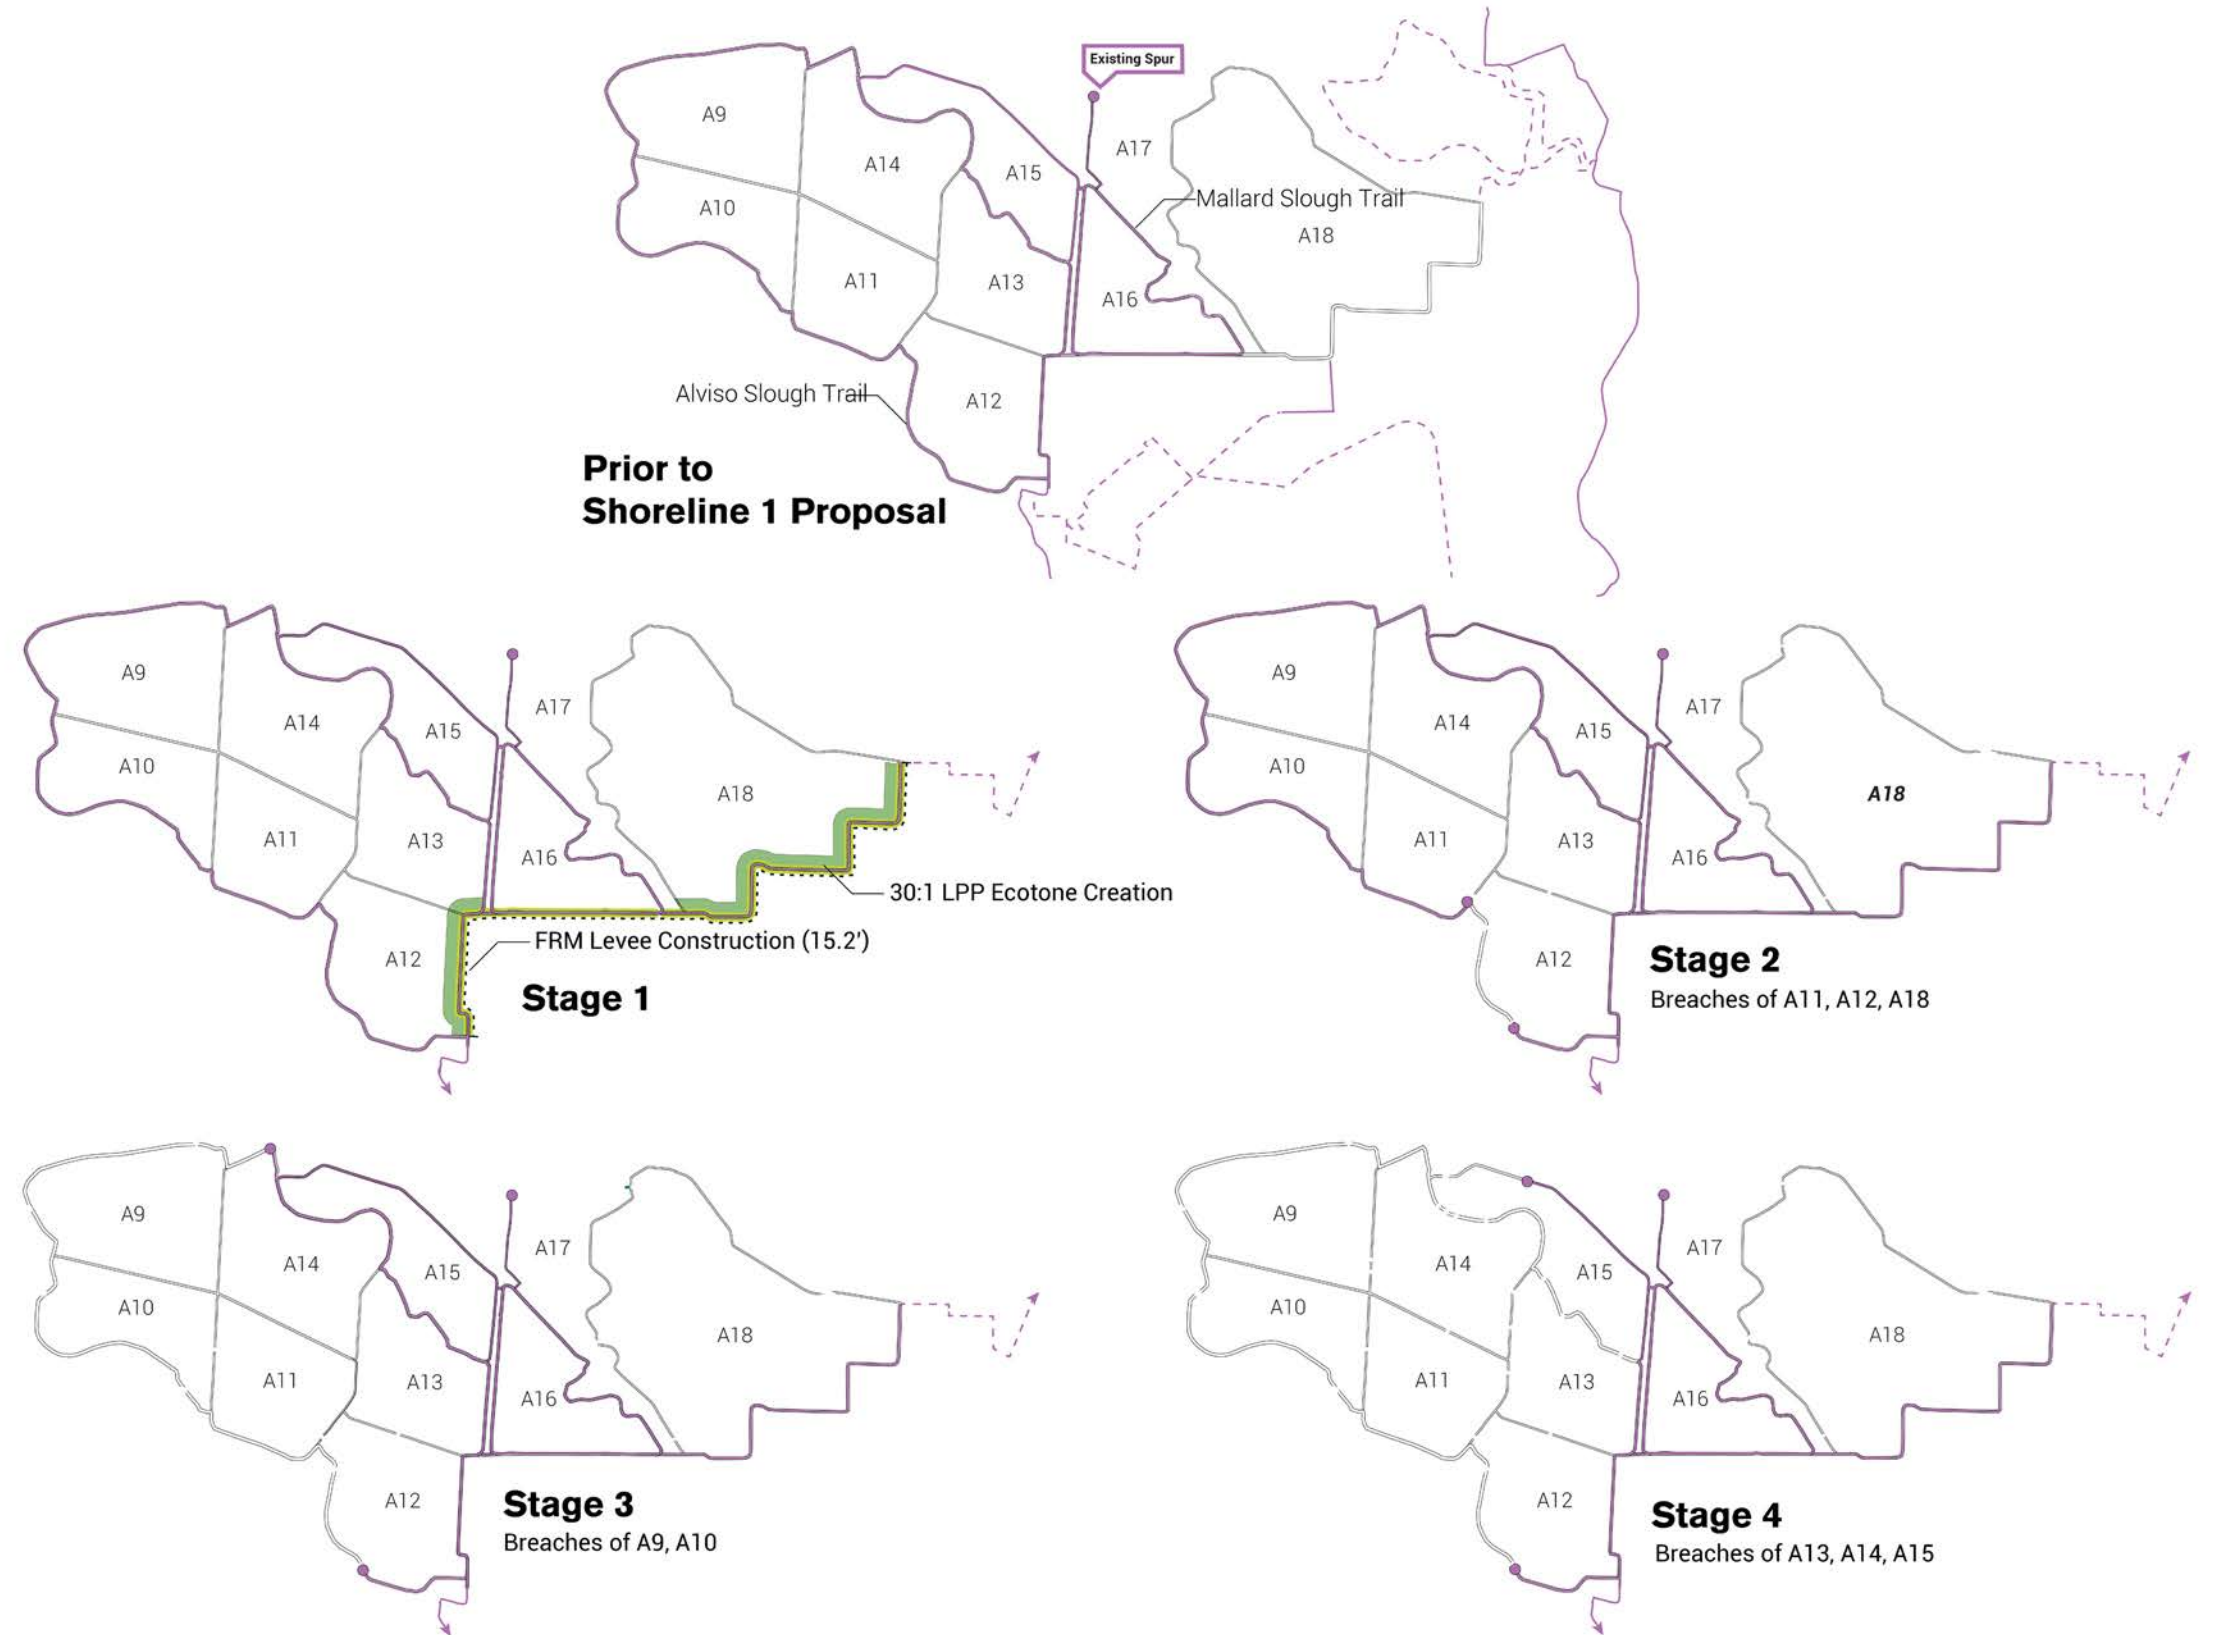 Existing Spur
A9
A17
A14
A15
Mallard Slough Trail
A10
A18
A11
A13
A16
Alviso Slough Trail
A12
Prior to
Shoreline 1 Proposal
A9
A17
A14
A15
A10
A18
A11
A13
A16
30:1 LPP Ecotone Creation
FRM Levee Construction (15.2')
A12
Stage 1
A9
A17
A14
A15
A10
A18
A11
A13
A16
A12
Stage 2
Breaches of A11, A12, A18
A9
A17
A14
A15
A10
A18
A11
A13
A16
A12
Stage 3
Breaches of A9, A10
A9
A17
A14
A15
A10
A18
A11
A13
A16
A12
Stage 4
Breaches of A13, A14, A15